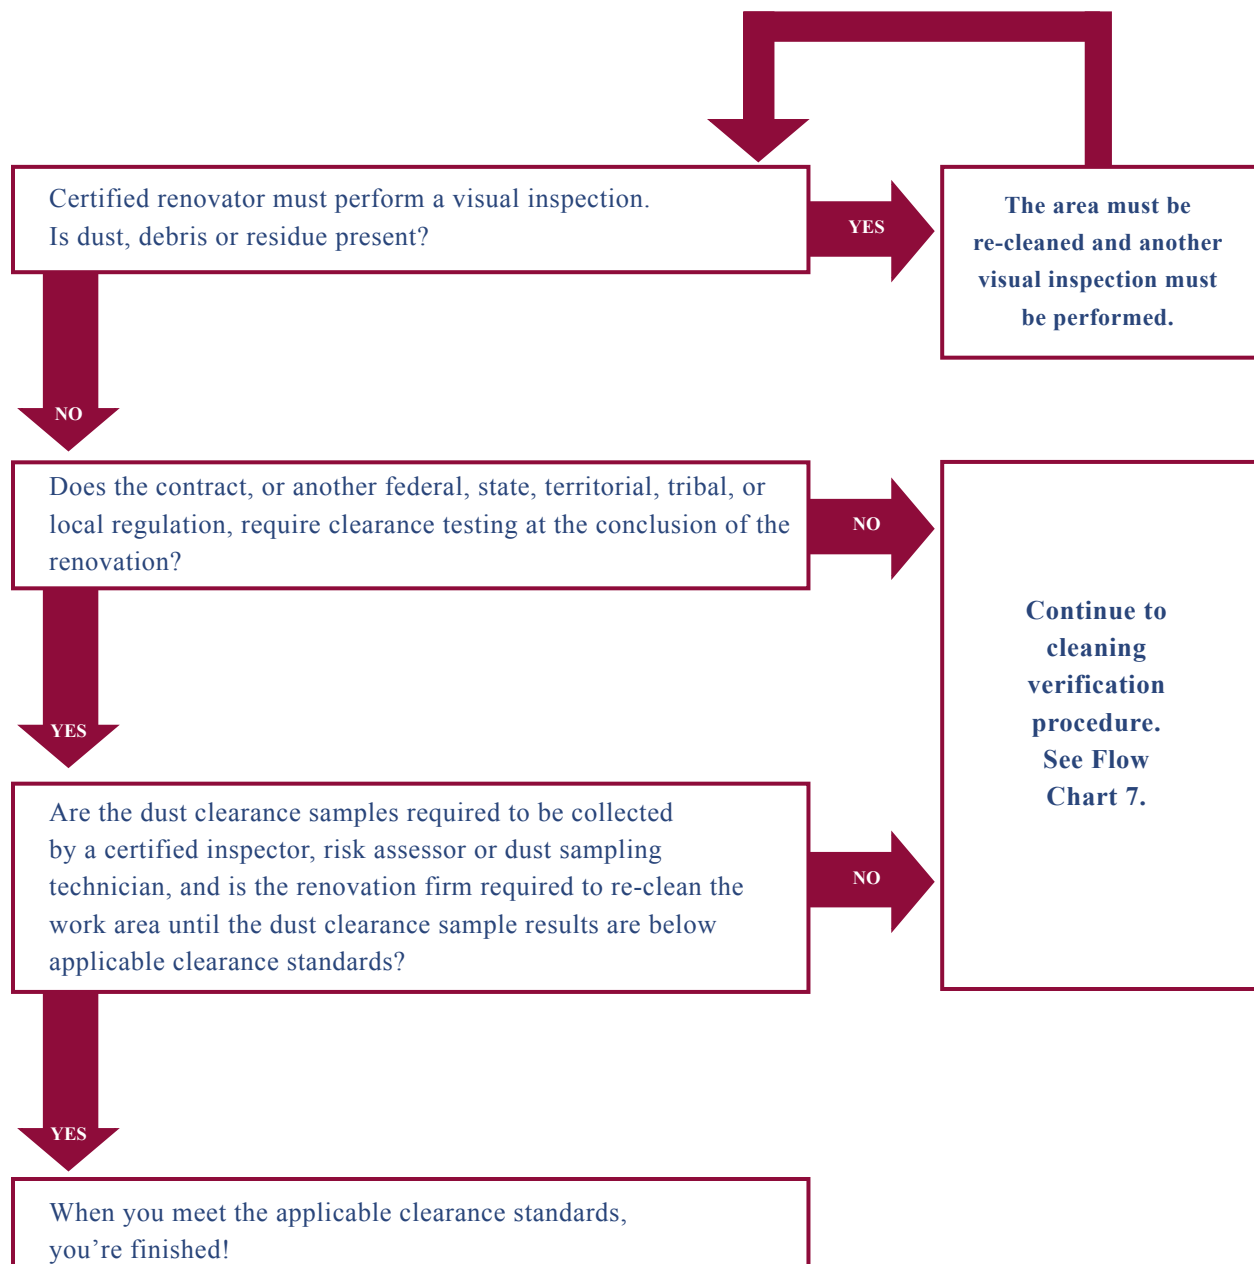 Certified renovator must perform a visual inspection.
Is dust, debris or residue present?
YES
The area must be
re-cleaned and another
visual inspection must
be performed.
NO
Does the contract, or another federal, state, territorial, tribal, or
local regulation, require clearance testing at the conclusion of the
renovation?
NO
Continue to
cleaning
verification
procedure.
See Flow
Chart 7.
YES
Are the dust clearance samples required to be collected
by a certified inspector, risk assessor or dust sampling
technician, and is the renovation firm required to re-clean the
work area until the dust clearance sample results are below
applicable clearance standards?
NO
YES
When you meet the applicable clearance standards,
you’re finished!